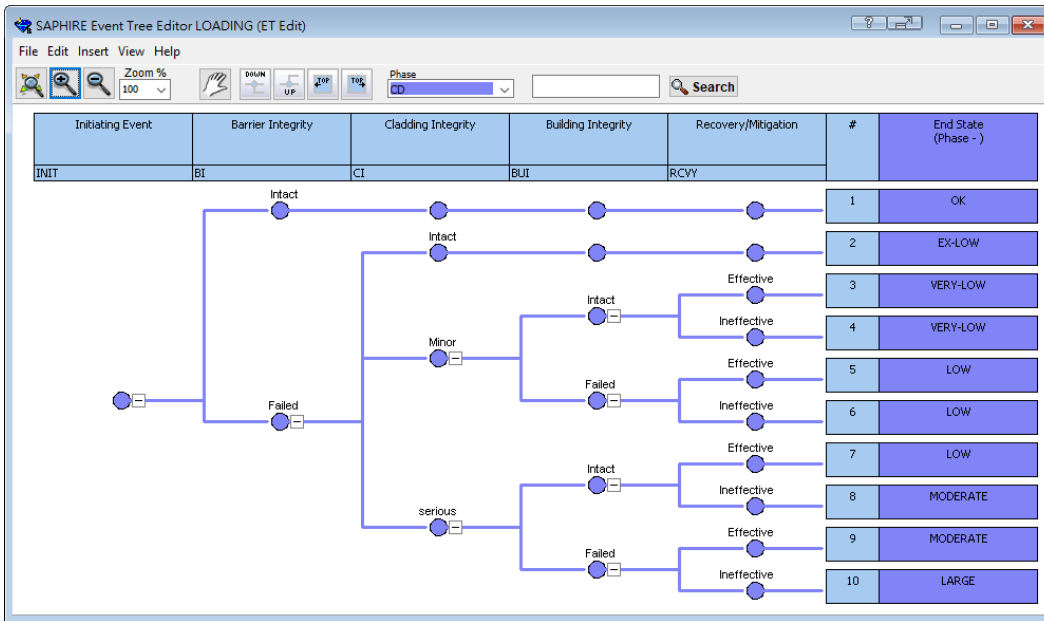 SAPHIRE Event Tree Editor LOADING (ET Edit)
File Edit Insert View Help
Zoom %
100
DOWN
UP
TOP
TOP
Phase
CD
Search
Initiating Event Barrier Integrity Cladding Integrity Building Integrity Recovery/Mitigation # End State
(Phase - )
INIT BI CI BUI RCVY
Intact
1 OK
Intact
2 EX-LOW
Effective
3 VERY-LOW
Intact
Ineffective
4 VERY-LOW
Minor
Effective
5 LOW
Failed
Failed
Ineffective
6 LOW
Effective
7 LOW
Intact
Ineffective
8 MODERATE
serious
Effective
9 MODERATE
Failed
Ineffective
10 LARGE